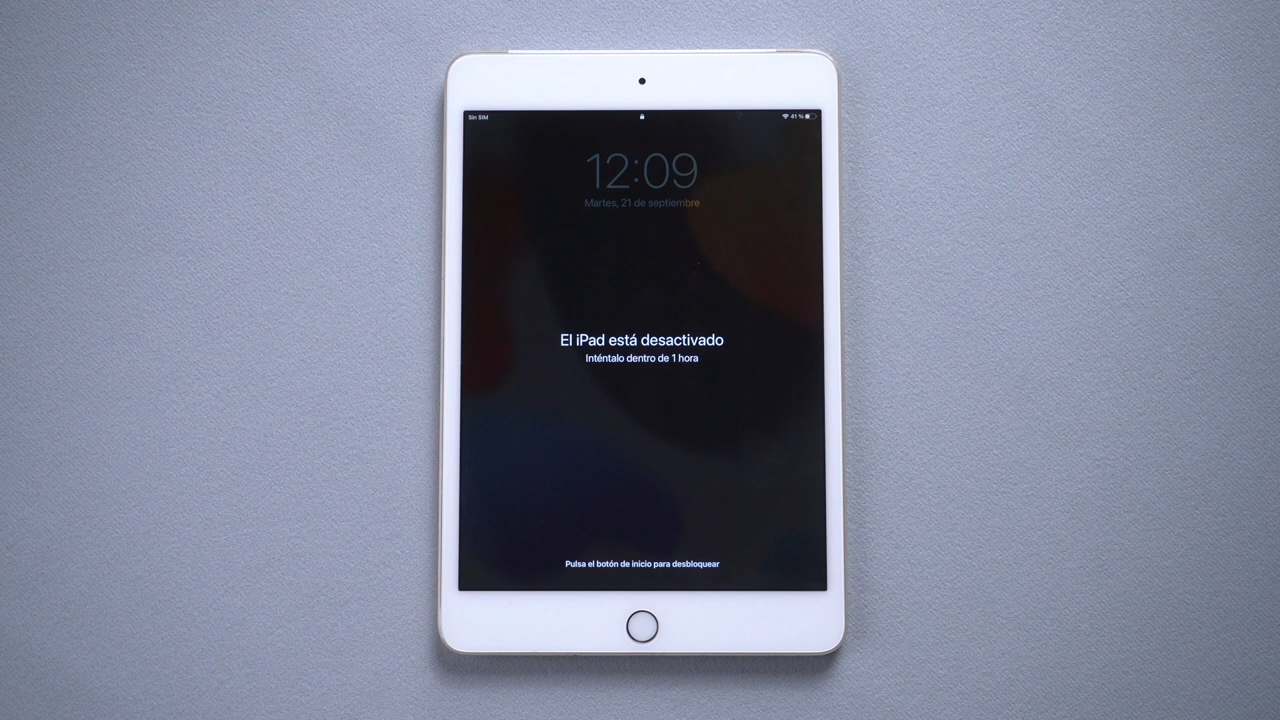 Sin SIM
41 %
12:09
Martes, 21 de septiembre
El iPad está desactivado
Inténtalo dentro de 1 hora
Pulsa el botón de inicio para desbloquear